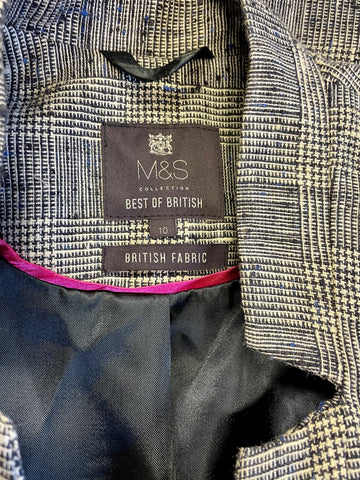 M&S
COLLECTION
BEST OF BRITISH
10
BRITISH FABRIC